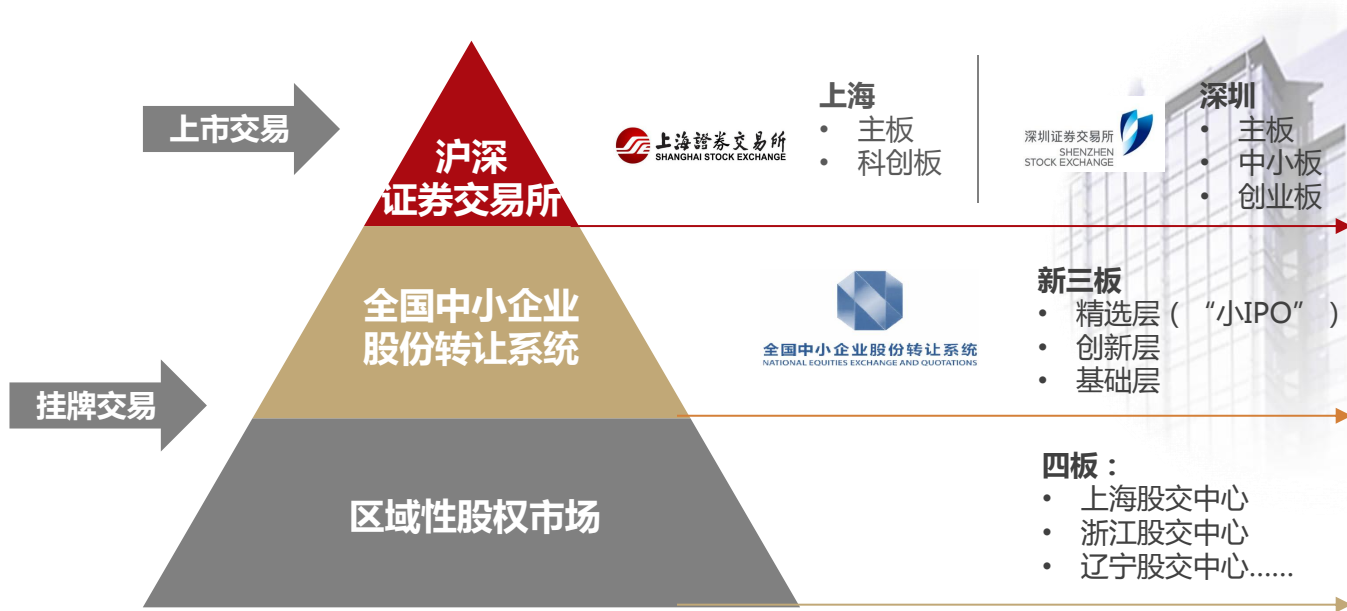 上市交易
沪深
证券交易所
上海證券交易所
SHANGHAI STOCK EXCHANGE
上海
• 主板
• 科创板
深圳证券交易所
SHENZHEN
STOCK EXCHANGE
深圳
• 主板
• 中小板
• 创业板
挂牌交易
全国中小企业
股份转让系统
全国中小企业股份转让系统
NATIONAL EQUITIES EXCHANGE AND QUOTATIONS
新三板
• 精选层（ “小IPO” ）
• 创新层
• 基础层
区域性股权市场
四板：
• 上海股交中心
• 浙江股交中心
• 辽宁股交中心......